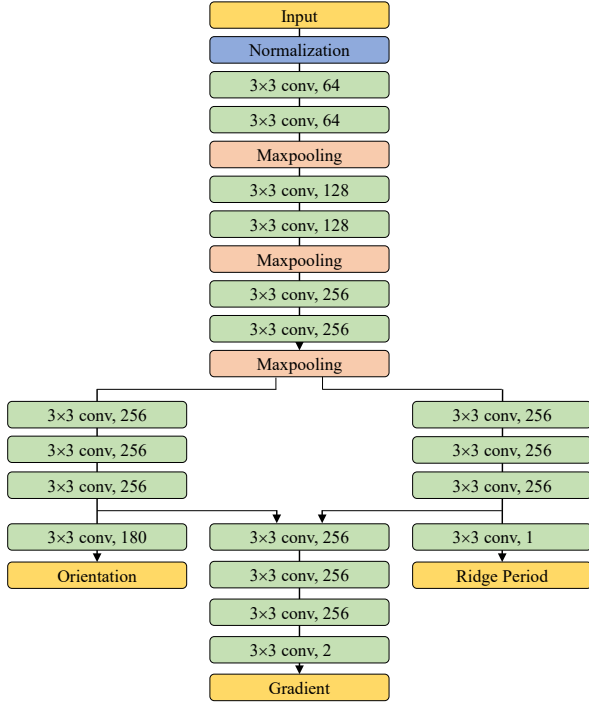 Input
Normalization
3×3 conv, 64
3×3 conv, 64
Maxpooling
3×3 conv, 128
3×3 conv, 128
Maxpooling
3×3 conv, 256
3×3 conv, 256
Maxpooling
3×3 conv, 256
3×3 conv, 256
3×3 conv, 256
3×3 conv, 180
Orientation
3×3 conv, 256
3×3 conv, 256
3×3 conv, 256
3×3 conv, 2
Gradient
3×3 conv, 256
3×3 conv, 256
3×3 conv, 256
3×3 conv, 1
Ridge Period